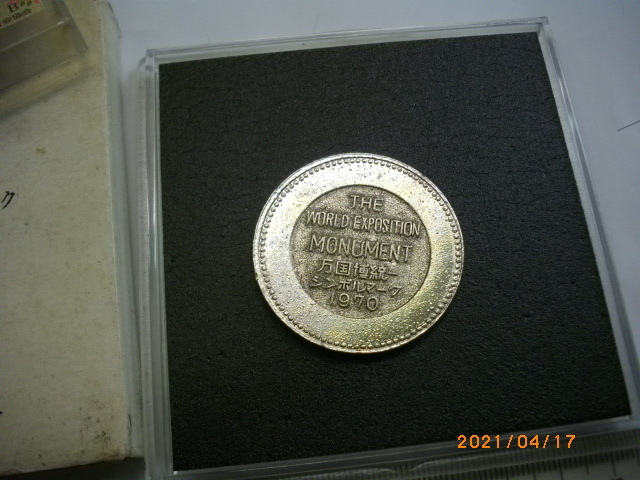 THE
WORLD EXPOSITION
MONUMENT
万国博統一
シンボルマーク
1970
ク
2021/04/17